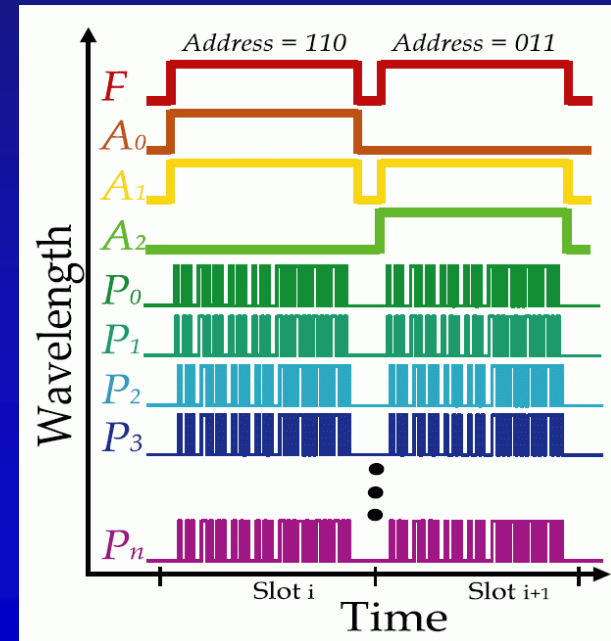 Address = 110 Address = 011
F
A0
A1
A2
P0
P1
P2
P3
Pn
Wavelength
Slot i Slot i+1
Time